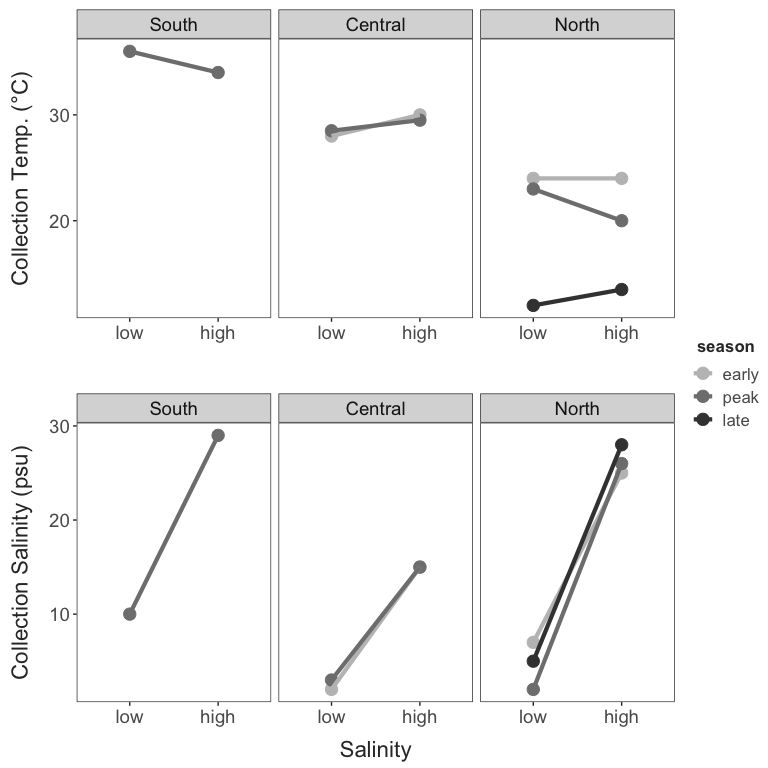 South Central North
Collection Temp. (°C)
30
20
low high low high low high
season
early
peak
late
South Central North
Collection Salinity (psu)
30
20
10
low high low high low high
Salinity